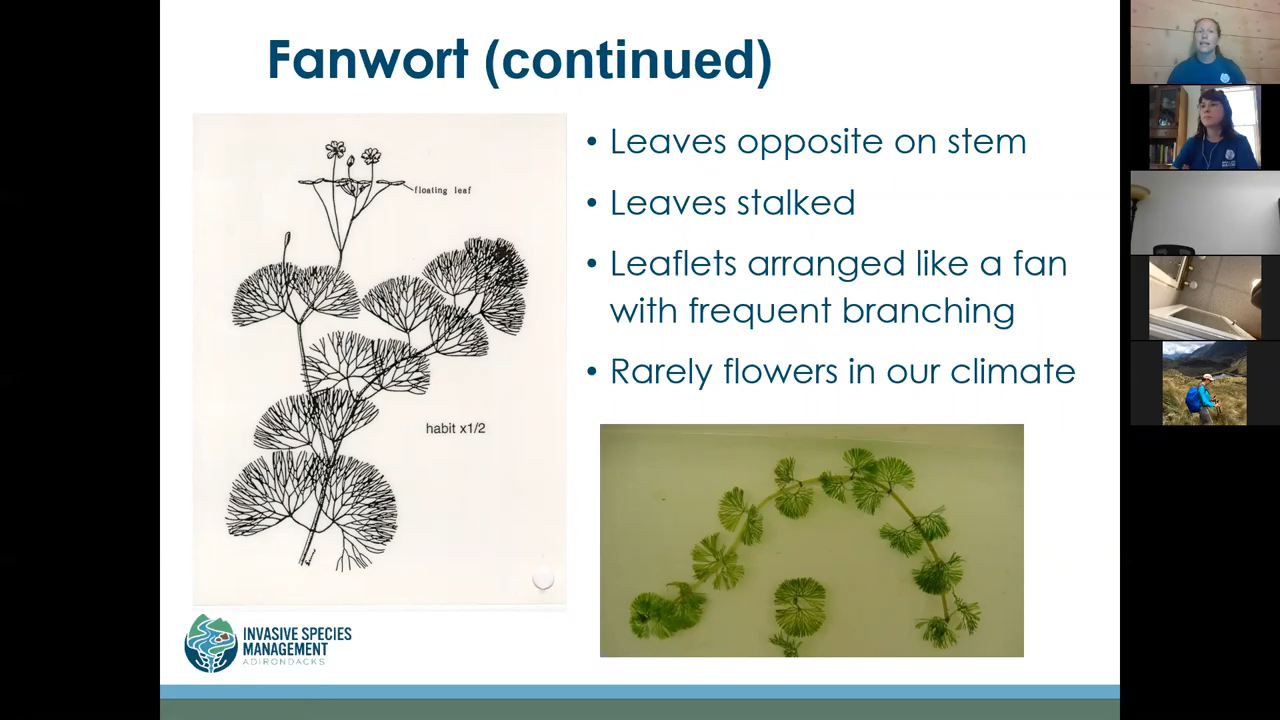 Fanwort (continued)
floating leaf
habit x1/2
• Leaves opposite on stem
• Leaves stalked
• Leaflets arranged like a fan
with frequent branching
• Rarely flowers in our climate
INVASIVE SPECIES
MANAGEMENT
ADIRONDACKS